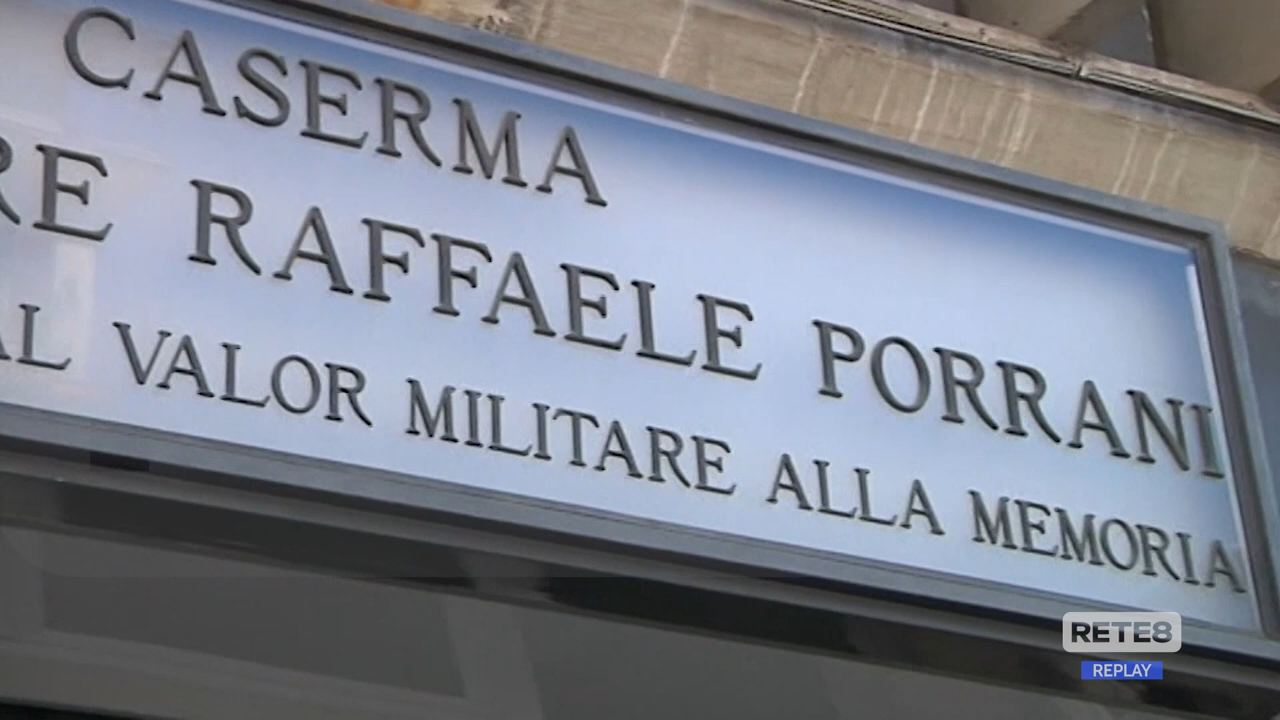 CASERMA
RE RAFFAELE PORRANI
AL VALOR MILITARE ALLA MEMORIA
RETE8
REPLAY